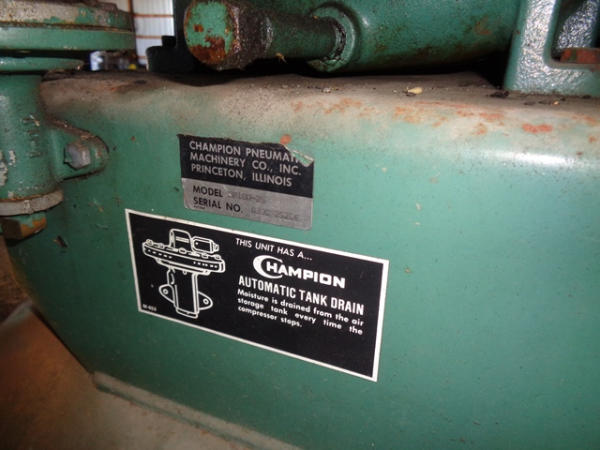 CHAMPION PNEUMATI
MACHINERY CO., INC.
PRINCETON, ILLINOIS
MODEL
SERIAL NO.
THIS UNIT HAS A...
CHAMPION
AUTOMATIC TANK DRAIN
Moisture is drained from the air
storage tank every time the
compressor stops.